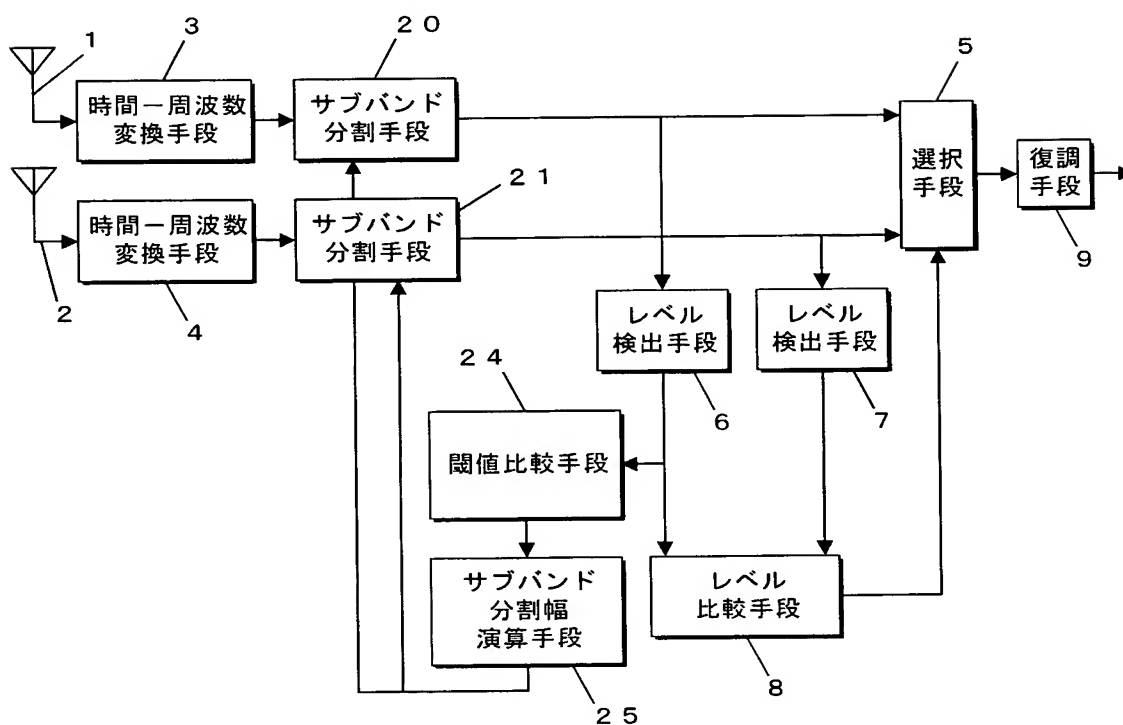 1
3
20
5
時間-周波数
変換手段
サブバンド
分割手段
選択
手段
復調
手段
9
2
時間-周波数
変換手段
4
21
サブバンド
分割手段
レベル
検出手段
6
レベル
検出手段
7
24
閾値比較手段
サブバンド
分割幅
演算手段
25
レベル
比較手段
8